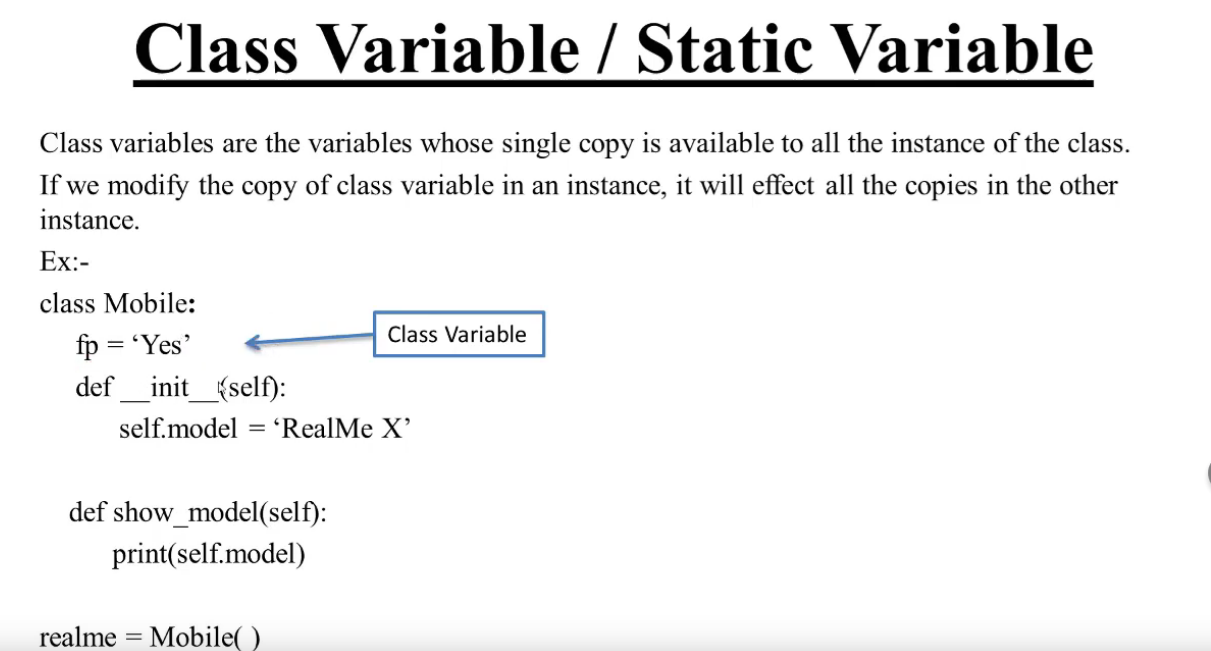 Class Variable / Static Variable
Class variables are the variables whose single copy is available to all the instance of the class.
If we modify the copy of class variable in an instance, it will effect all the copies in the other
instance.
Ex:-
class Mobile:
fp = ‘Yes’
Class Variable
def __init__(self):
self.model = ‘RealMe X’
def show_model(self):
print(self.model)
realme = Mobile( )